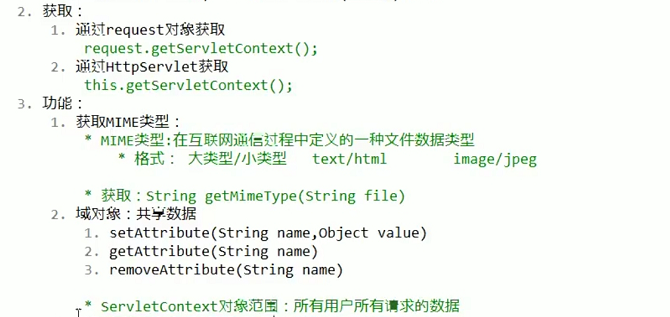 2. 获取：
1. 通过request对象获取
request.getServletContext();
2. 通过HttpServlet获取
this.getServletContext();
3. 功能：
1. 获取MIME类型：
* MIME类型:在互联网通信过程中定义的一种文件数据类型
* 格式： 大类型/小类型 text/html image/jpeg
* 获取：String getMimeType(String file)
2. 域对象：共享数据
1. setAttribute(String name,Object value)
2. getAttribute(String name)
3. removeAttribute(String name)
* ServletContext对象范围：所有用户所有请求的数据